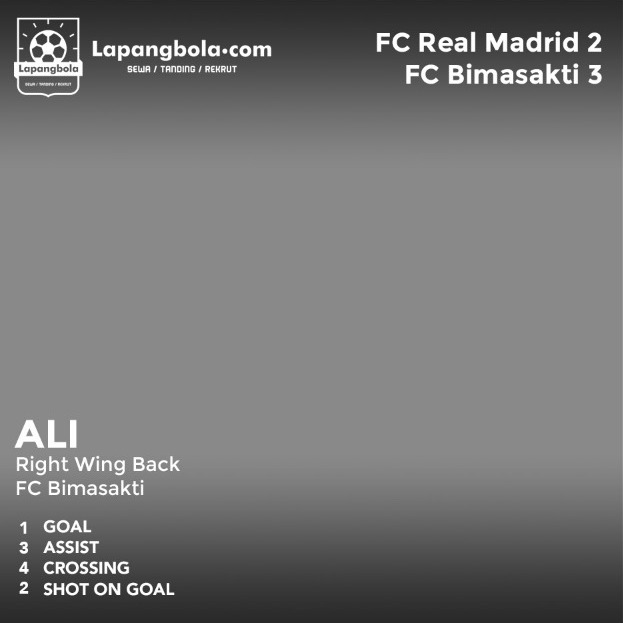 Lapangbola
SEWA / TANDING / REKRUT
Lapangbola.com
SEWA / TANDING / REKRUT
FC Real Madrid 2
FC Bimasakti 3
ALI
Right Wing Back
FC Bimasakti
1 GOAL
3 ASSIST
4 CROSSING
2 SHOT ON GOAL